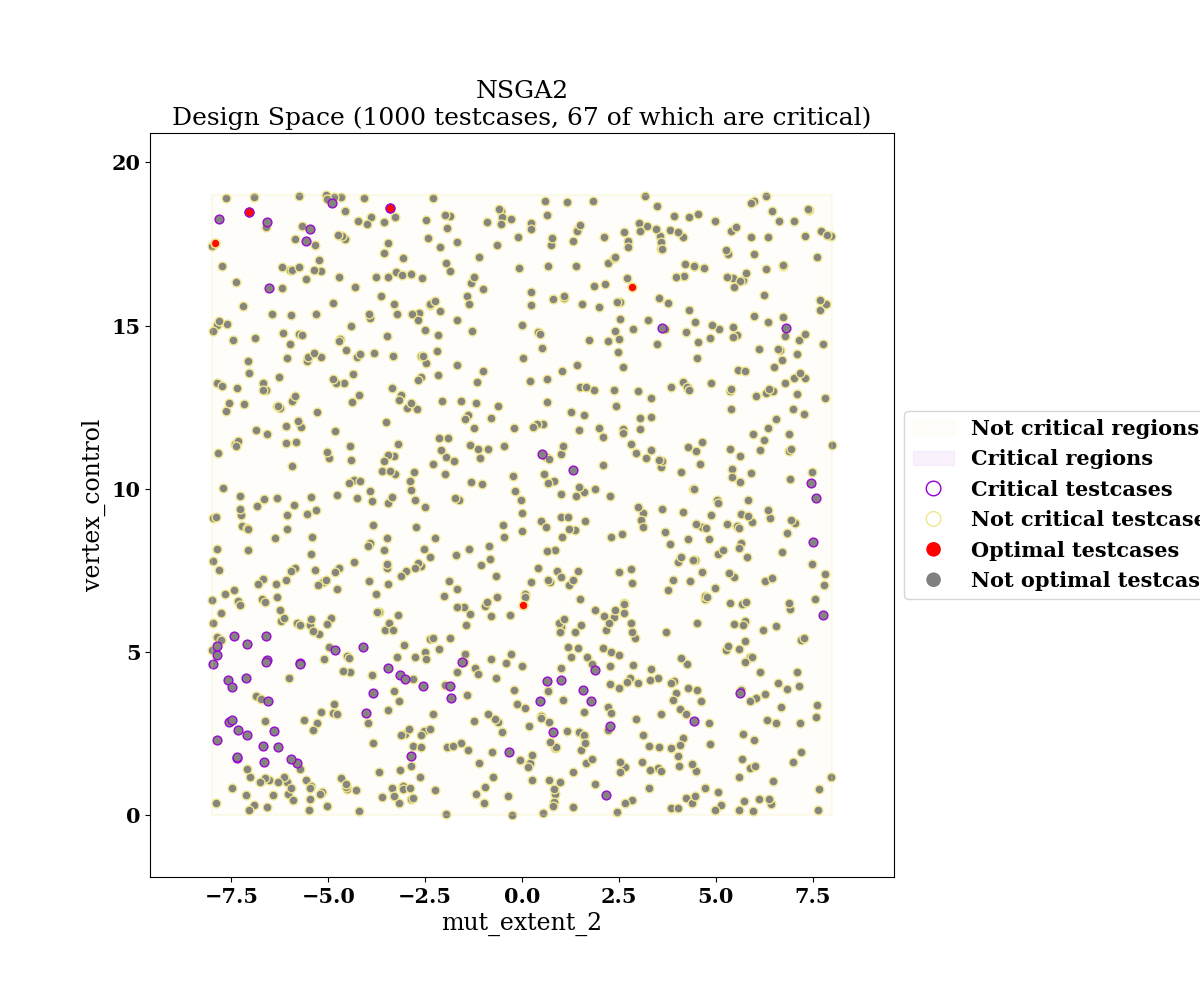 NSGA2
Design Space (1000 testcases, 67 of which are critical)
20
15
10
5
0
vertex_control
−7.5 −5.0 −2.5 0.0 2.5 5.0 7.5
mut_extent_2
Not critical regions
Critical regions
Critical testcases
Not critical testcase
Optimal testcases
Not optimal testcas